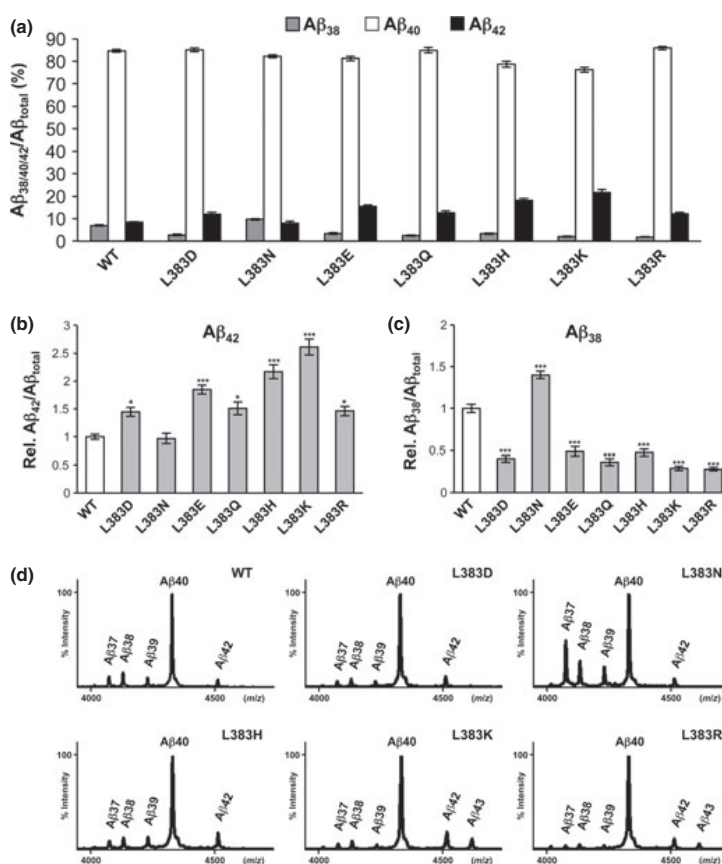 (a)
Aβ38 Aβ40 Aβ42
Aβ38/40/42/Aβtotal (%)
90
80
70
60
50
40
30
20
10
0
WT L383D L383N L383E L383Q L383H L383K L383R
(b)
Aβ42
Rel. Aβ42/Aβtotal
3
2.5
2
1.5
1
0.5
0
* *** * *** *** *
WT L383D L383N L383E L383Q L383H L383K L383R
(c)
Aβ38
Rel. Aβ38/Aβtotal
2
1.5
1
0.5
0
*** *** *** *** *** *** ***
WT L383D L383N L383E L383Q L383H L383K L383R
(d)
WT
100
% Intensity
Aβ37 Aβ38 Aβ39 Aβ40 Aβ42
4000 4500 (m/z)
L383D
100
% Intensity
Aβ37 Aβ38 Aβ39 Aβ40 Aβ42
4000 4500 (m/z)
L383N
100
% Intensity
Aβ37 Aβ38 Aβ39 Aβ40 Aβ42
4000 4500 (m/z)
L383H
100
% Intensity
Aβ37 Aβ38 Aβ39 Aβ40 Aβ42
4000 4500 (m/z)
L383K
100
% Intensity
Aβ37 Aβ38 Aβ39 Aβ40 Aβ42 Aβ43
4000 4500 (m/z)
L383R
100
% Intensity
Aβ37 Aβ38 Aβ39 Aβ40 Aβ42 Aβ43
4000 4500 (m/z)